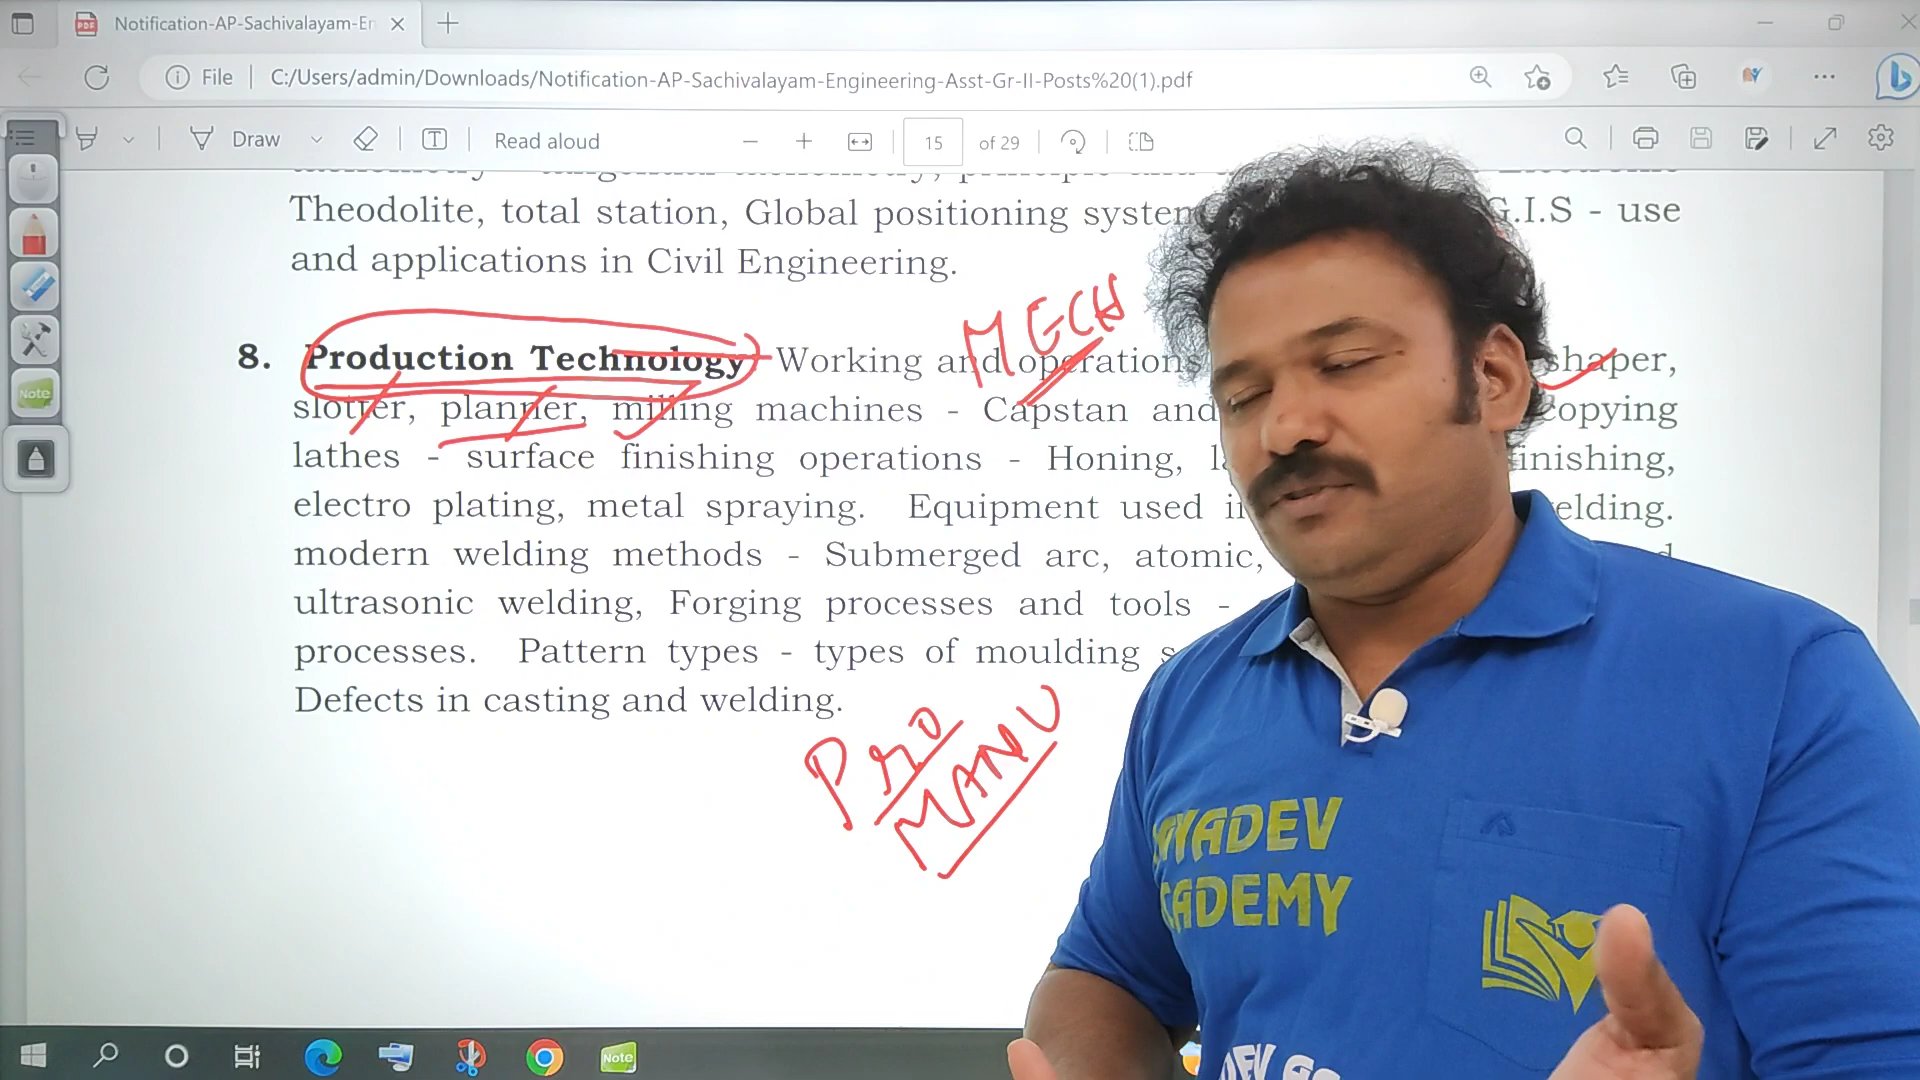 Notification-AP-Sachivalayam-En
File C:/Users/admin/Downloads/Notification-AP-Sachivalayam-Engineering-Asst-Gr-II-Posts%20(1).pdf
Draw Read aloud 15 of 29
Theodolite, total station, Global positioning system G.I.S - use
and applications in Civil Engineering.
MECH
8. Production Technology Working and operations shaper,
slotter, planner, milling machines - Capstan and copying
lathes - surface finishing operations - Honing, finishing,
electro plating, metal spraying. Equipment used welding.
modern welding methods - Submerged arc, atomic,
ultrasonic welding, Forging processes and tools -
processes. Pattern types - types of moulding
Defects in casting and welding.
Pro
MANU
Note
Note